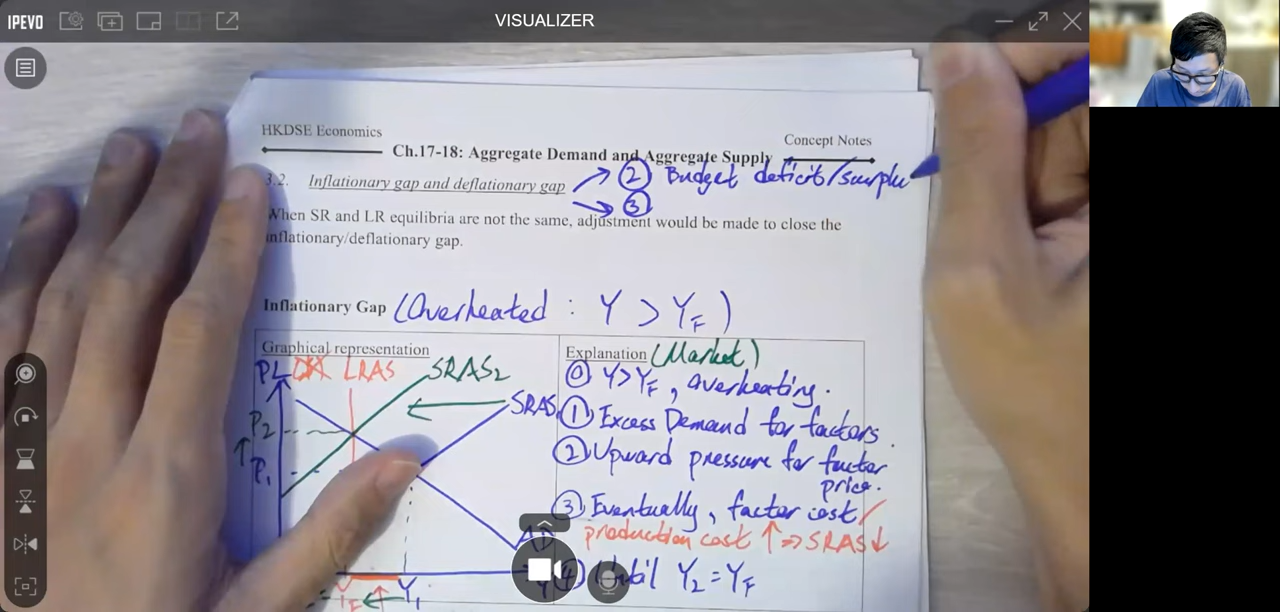 IPEVO
VISUALIZER
HKDSE Economics
Concept Notes
Ch.17-18: Aggregate Demand and Aggregate Supply
3.2. Inflationary gap and deflationary gap
② Budget deficit/surplu
③
When SR and LR equilibria are not the same, adjustment would be made to close the
inflationary/deflationary gap.
Inflationary Gap (Overheated : Y > YF)
Graphical representation
PL LRAS SRAS2
SRAS
P2
P1
AD
YF Y1
Explanation (Market)
⓪ Y>YF, overheating.
① Excess Demand for factors.
② Upward pressure for factor
price.
③ Eventually, factor cost/
production cost ↑ ⇒ SRAS↓
④ Until Y2 = YF